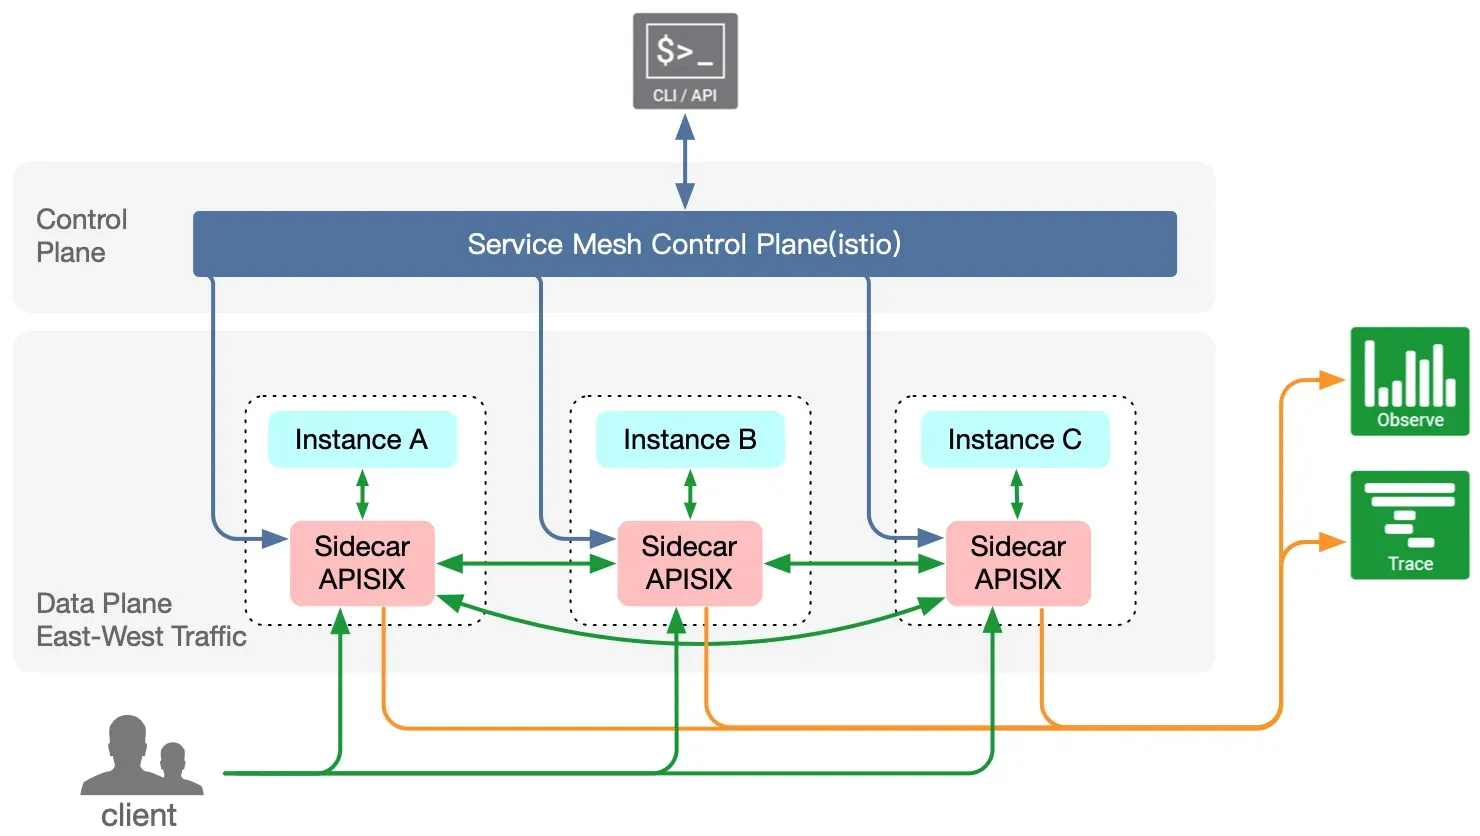 $>_
CLI / API
Control
Plane
Service Mesh Control Plane(istio)
Instance A
Instance B
Instance C
Sidecar
APISIX
Sidecar
APISIX
Sidecar
APISIX
Data Plane
East-West Traffic
Observe
Trace
client